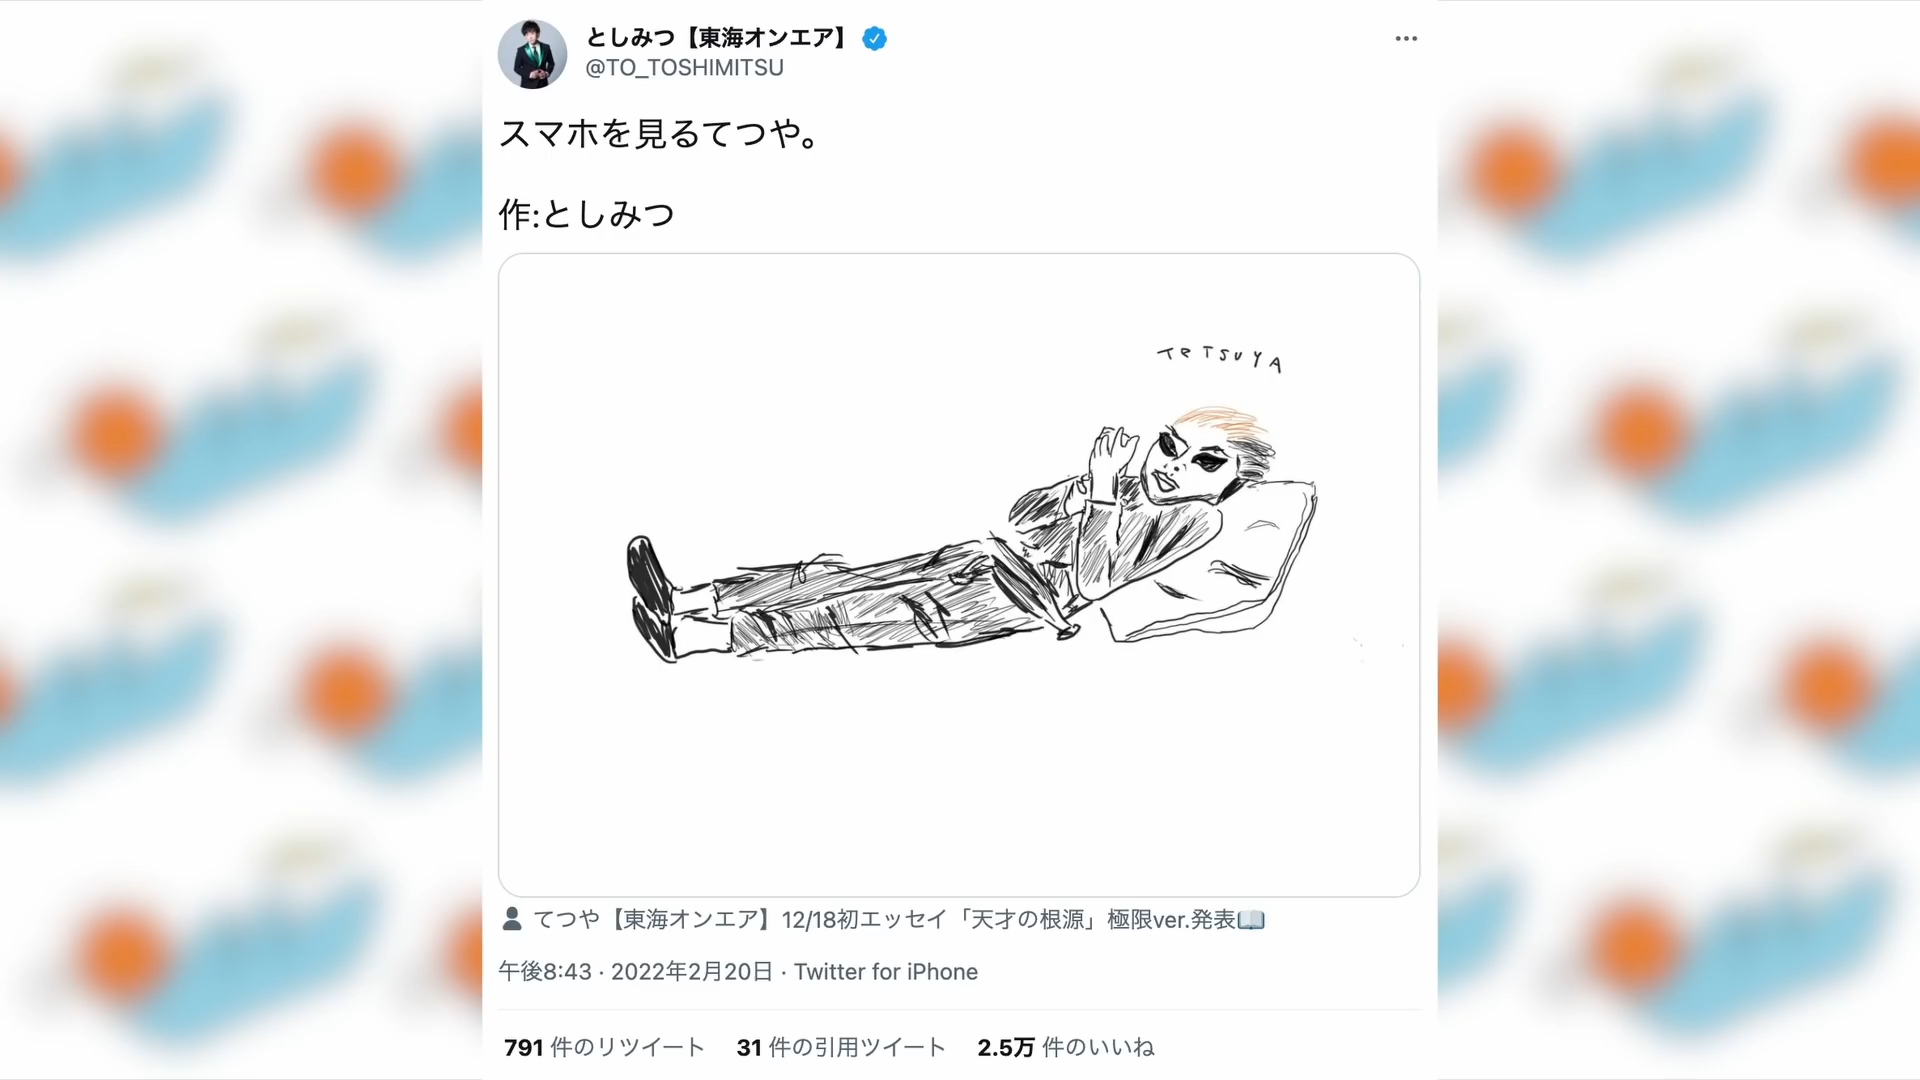 としみつ【東海オンエア】
@TO_TOSHIMITSU
スマホを見るてつや。
作:としみつ
TETSUYA
てつや【東海オンエア】12/18初エッセイ「天才の根源」極限ver.発表📖
午後8:43 · 2022年2月20日 · Twitter for iPhone
791 件のリツイート 31 件の引用ツイート 2.5万 件のいいね